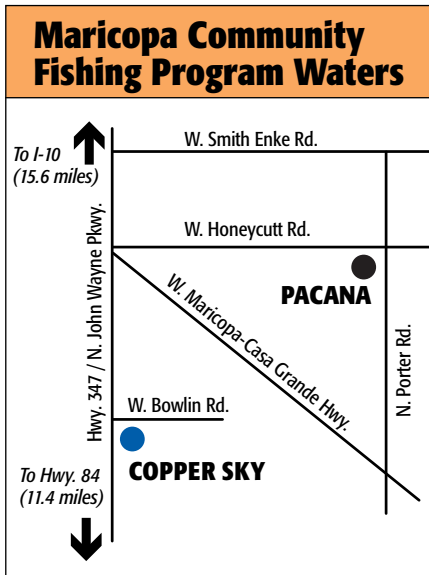 Maricopa Community
Fishing Program Waters
To I-10
(15.6 miles)
W. Smith Enke Rd.
W. Honeycutt Rd.
PACANA
W. Maricopa-Casa Grande Hwy.
Hwy. 347 / N. John Wayne Pkwy.
N. Porter Rd.
W. Bowlin Rd.
COPPER SKY
To Hwy. 84
(11.4 miles)